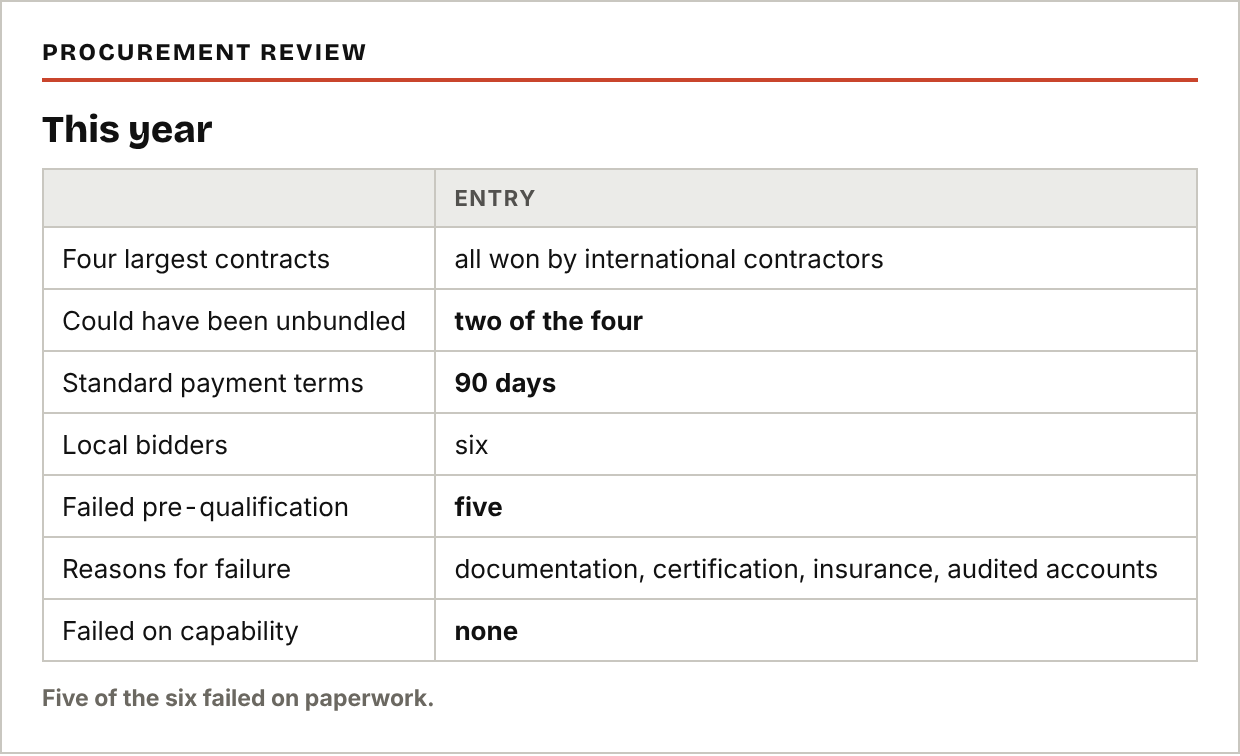 PROCUREMENT REVIEW
This year
ENTRY
Four largest contracts all won by international contractors
Could have been unbundled two of the four
Standard payment terms 90 days
Local bidders six
Failed pre-qualification five
Reasons for failure documentation, certification, insurance, audited accounts
Failed on capability none
Five of the six failed on paperwork.